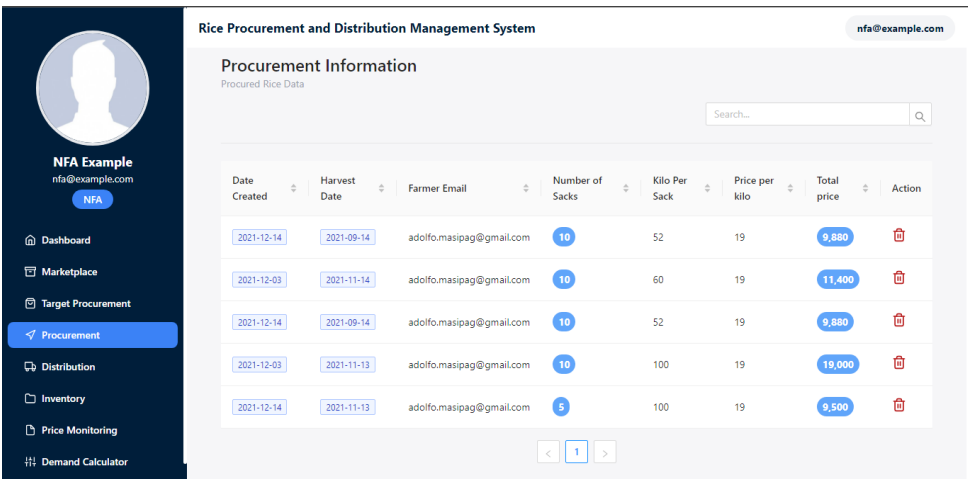 Rice Procurement and Distribution Management System
nfa@example.com
NFA Example
nfa@example.com
NFA
Dashboard
Marketplace
Target Procurement
Procurement
Distribution
Inventory
Price Monitoring
Demand Calculator
Procurement Information
Procured Rice Data
Search...
Date Created Harvest Date Farmer Email Number of Sacks Kilo Per Sack Price per kilo Total price Action
2021-12-14 2021-09-14 adolfo.masipag@gmail.com 10 52 19 9,880
2021-12-03 2021-11-14 adolfo.masipag@gmail.com 10 60 19 11,400
2021-12-14 2021-09-14 adolfo.masipag@gmail.com 10 52 19 9,880
2021-12-03 2021-11-13 adolfo.masipag@gmail.com 10 100 19 19,000
2021-12-14 2021-11-13 adolfo.masipag@gmail.com 5 100 19 9,500
< 1 >